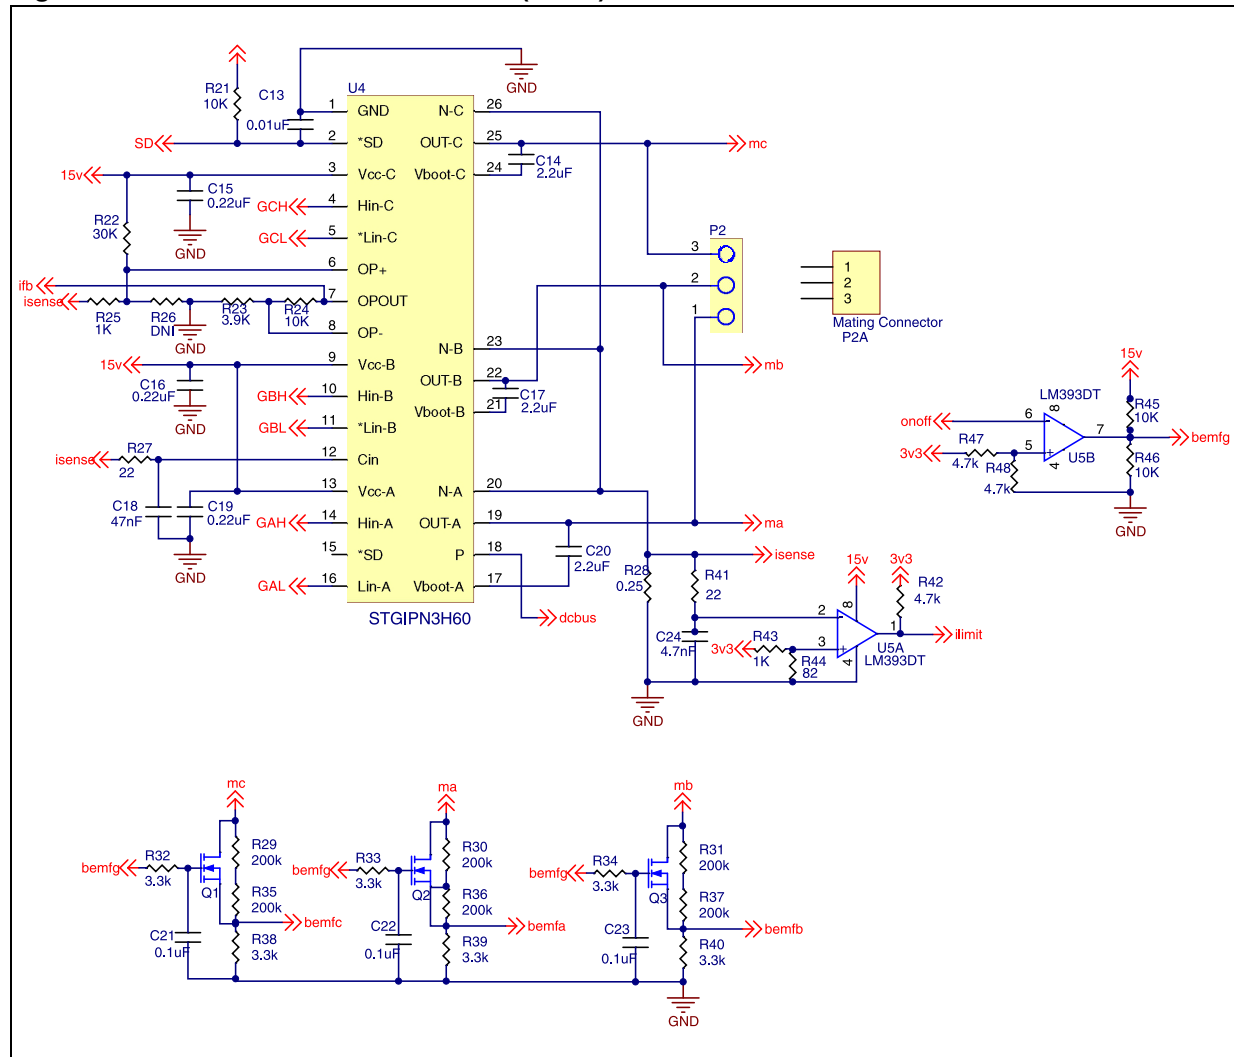 U4
R21
10K
C13
0.01uF
GND
SD
1
GND
2
*SD
3
Vcc-C
4
Hin-C
5
*Lin-C
6
OP+
7
OPOUT
8
OP-
9
Vcc-B
10
Hin-B
11
*Lin-B
12
Cin
13
Vcc-A
14
Hin-A
15
*SD
16
Lin-A
N-C
26
OUT-C
25
Vboot-C
24
N-B
23
OUT-B
22
Vboot-B
21
N-A
20
OUT-A
19
P
18
Vboot-A
17
STGIPN3H60
15v
C15
0.22uF
GND
GCH
GCL
R22
30K
ifb
isense
R25
1K
R26
DNI
GND
R23
3.9K
R24
10K
15v
C16
0.22uF
GND
GBH
GBL
isense
R27
22
C18
47nF
C19
0.22uF
GND
GAH
GAL
C14
2.2uF
mc
P2
3
2
1
1
2
3
Mating Connector
P2A
C17
2.2uF
mb
ma
C20
2.2uF
dcbus
isense
R28
0.25
R41
22
C24
4.7nF
GND
3v3
R43
1K
R44
82
2
3
8
4
1
15v
U5A
LM393DT
3v3
R42
4.7k
ilimit
15v
LM393DT
onoff
3v3
R47
4.7k
R48
4.7k
6
5
8
4
7
U5B
R45
10K
R46
10K
bemfg
GND
mc
bemfg
R32
3.3k
Q1
C21
0.1uF
R29
200k
R35
200k
R38
3.3k
bemfc
ma
bemfg
R33
3.3k
Q2
C22
0.1uF
R30
200k
R36
200k
R39
3.3k
bemfa
mb
bemfg
R34
3.3k
Q3
C23
0.1uF
R31
200k
R37
200k
R40
3.3k
bemfb
GND